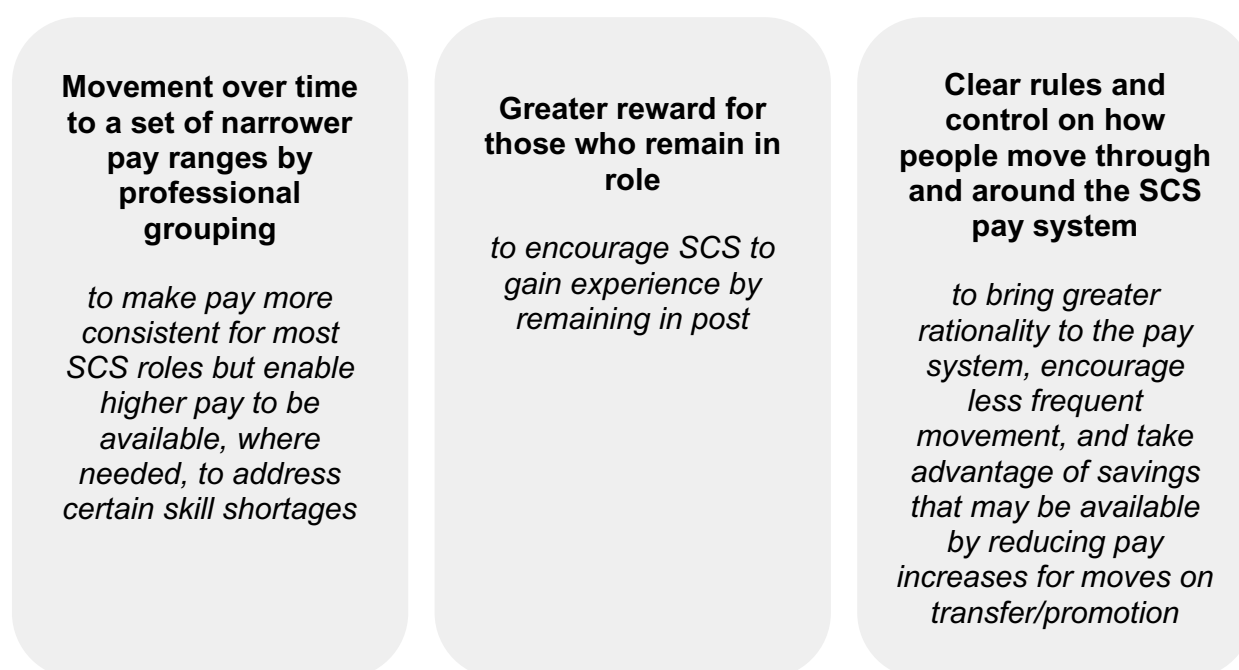 Movement over time
to a set of narrower
pay ranges by
professional
grouping
to make pay more
consistent for most
SCS roles but enable
higher pay to be
available, where
needed, to address
certain skill shortages
Greater reward for
those who remain in
role
to encourage SCS to
gain experience by
remaining in post
Clear rules and
control on how
people move through
and around the SCS
pay system
to bring greater
rationality to the pay
system, encourage
less frequent
movement, and take
advantage of savings
that may be available
by reducing pay
increases for moves on
transfer/promotion